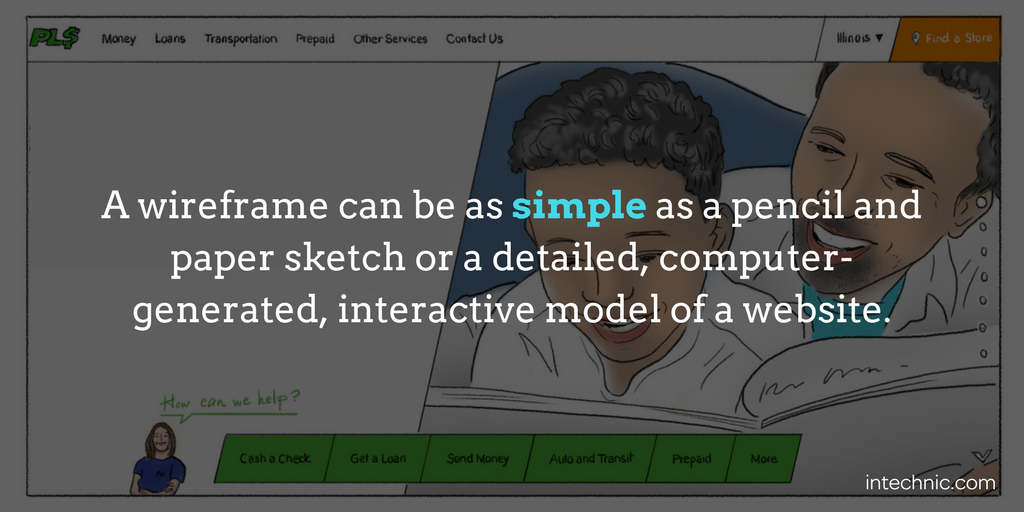 PL$ Money Loans Transportation Prepaid Other Services Contact Us Illinois ▼ Find a Store
A wireframe can be as simple as a pencil and
paper sketch or a detailed, computer-
generated, interactive model of a website.
How can we help?
Cash a Check Get a Loan Send Money Auto and Transit Prepaid More
intechnic.com